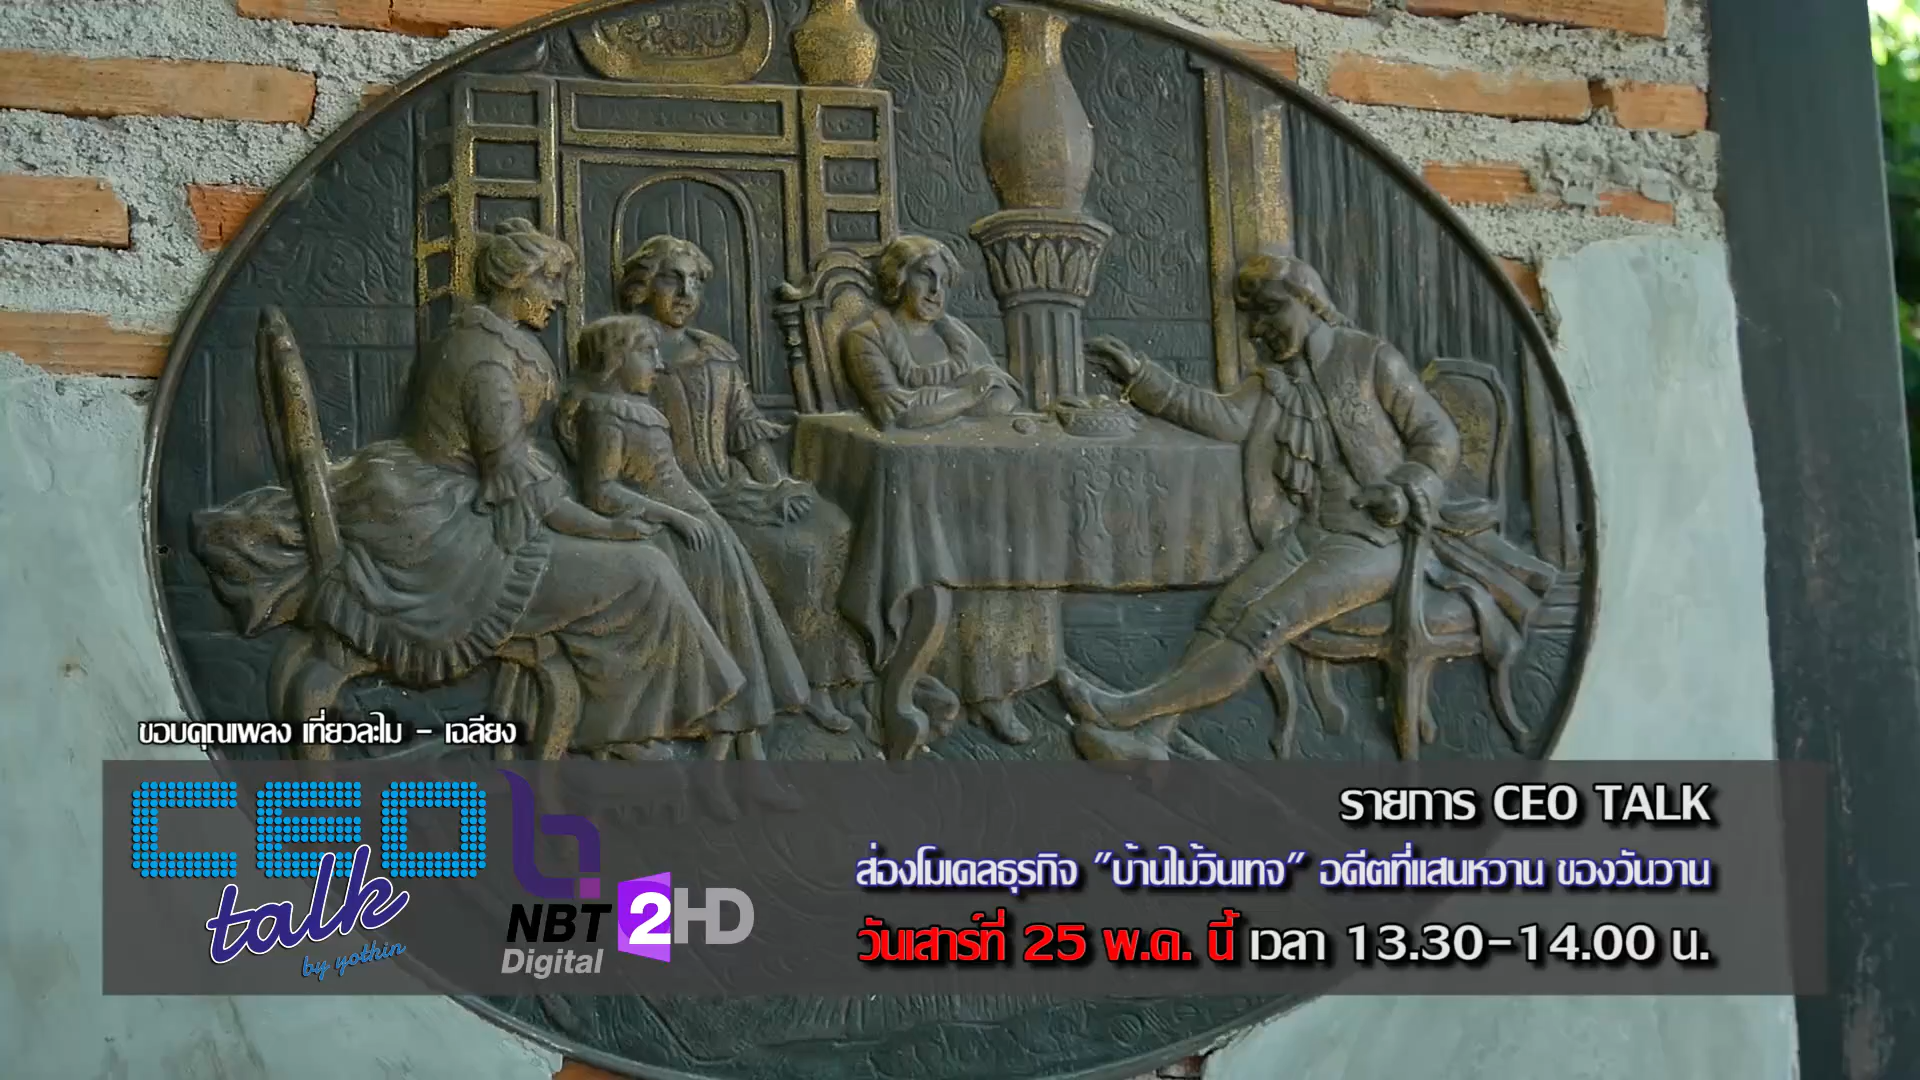 ขอบคุณเพลง เที่ยวละไม - เฉลียง
CEO
talk
by yotkin
NBT 2HD
Digital
รายการ CEO TALK
ส่องโมเดลธุรกิจ "บ้านไม้วินเทจ" อดีตที่แสนหวาน ของวันวาน
วันเสาร์ที่ 25 พ.ค. นี้ เวลา 13.30-14.00 น.